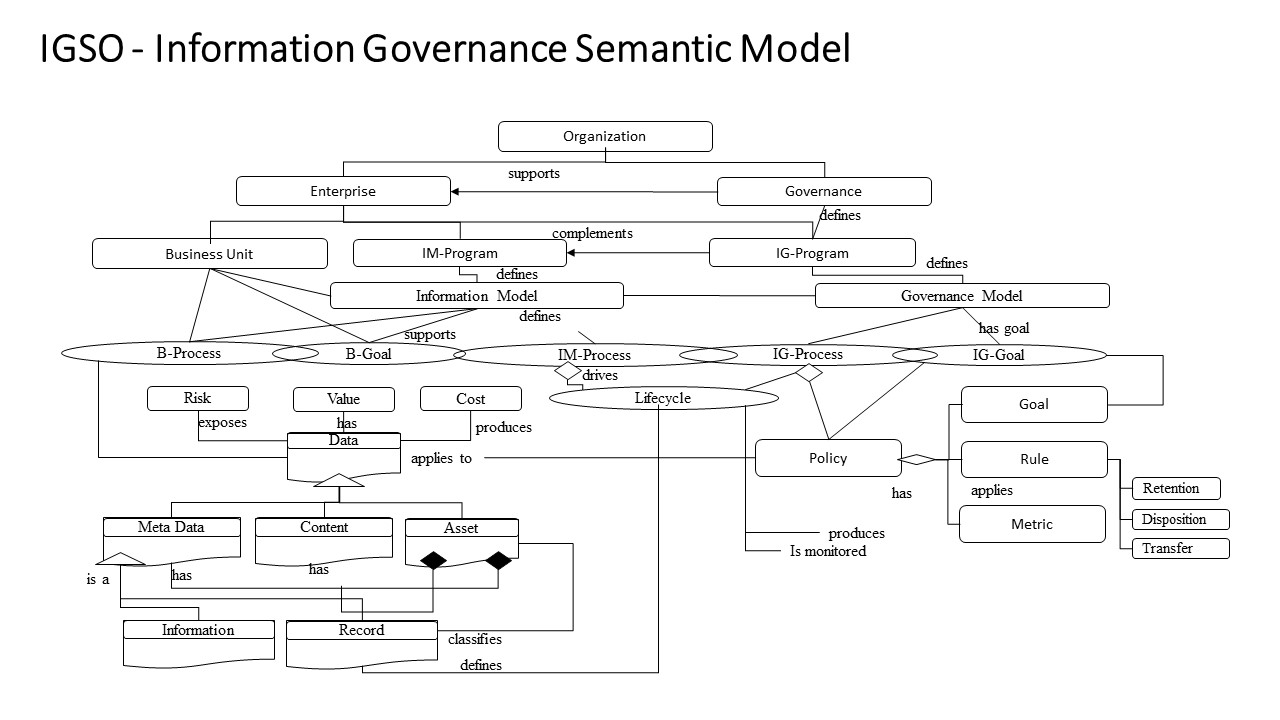 IGSO - Information Governance Semantic Model
Organization
supports
Enterprise
Governance
defines
complements
Business Unit
IM-Program
IG-Program
defines
defines
Information Model
Governance Model
defines
supports
has goal
B-Process
B-Goal
IM-Process
IG-Process
IG-Goal
drives
Risk
Value
Cost
Lifecycle
Goal
exposes
has
produces
Data
applies to
Policy
Rule
has
applies
Retention
Meta Data
Content
Asset
Metric
Disposition
produces
Is monitored
Transfer
is a
has
has
Information
Record
classifies
defines